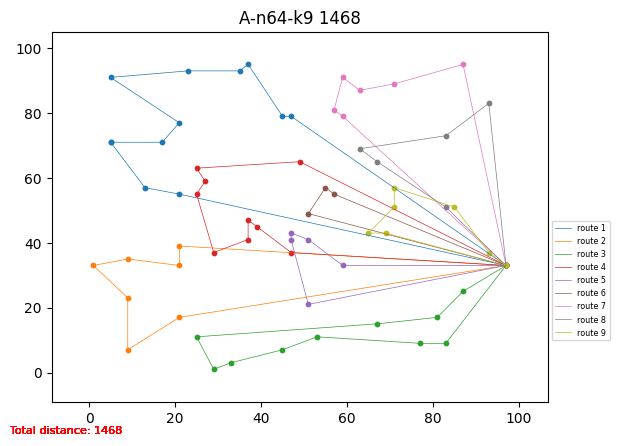 A-n64-k9 1468
100
80
60
40
20
0
0 20 40 60 80 100
route 1
route 2
route 3
route 4
route 5
route 6
route 7
route 8
route 9
Total distance: 1468